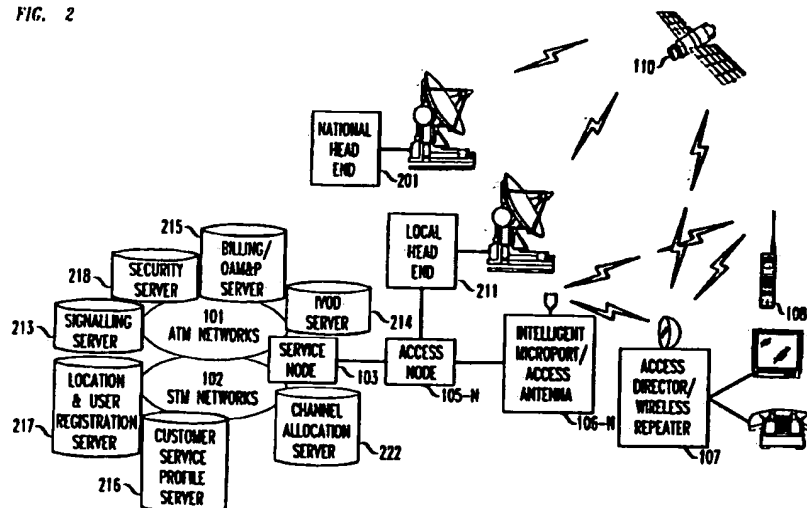 FIG. 2
110
NATIONAL
HEAD
END
201
215
BILLING/
OAM&P
SERVER
LOCAL
HEAD
END
211
218
SECURITY
SERVER
213
SIGNALLING
SERVER
101
ATM NETWORKS
IVOD
SERVER
214
108
217
LOCATION
& USER
REGISTRATION
SERVER
102
STM NETWORKS
SERVICE
NODE
103
ACCESS
NODE
105-N
INTELLIGENT
MICROPORT/
ACCESS
ANTENNA
106-N
ACCESS
DIRECTOR/
WIRELESS
REPEATER
107
CHANNEL
ALLOCATION
SERVER
222
216
CUSTOMER
SERVICE
PROFILE
SERVER